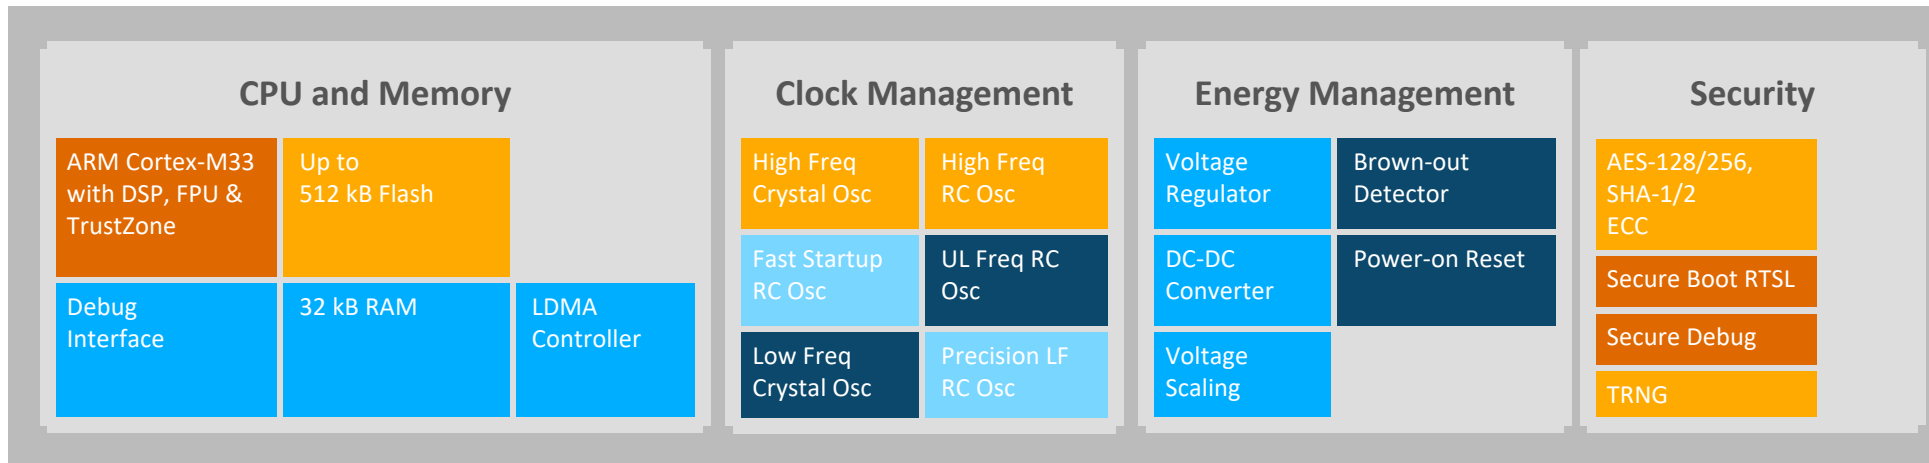 CPU and Memory
ARM Cortex-M33
with DSP, FPU &
TrustZone
Up to
512 kB Flash
Debug
Interface
32 kB RAM
LDMA
Controller
Clock Management
High Freq
Crystal Osc
High Freq
RC Osc
Fast Startup
RC Osc
UL Freq RC
Osc
Low Freq
Crystal Osc
Precision LF
RC Osc
Energy Management
Voltage
Regulator
Brown-out
Detector
DC-DC
Converter
Power-on Reset
Voltage
Scaling
Security
AES-128/256,
SHA-1/2
ECC
Secure Boot RTSL
Secure Debug
TRNG